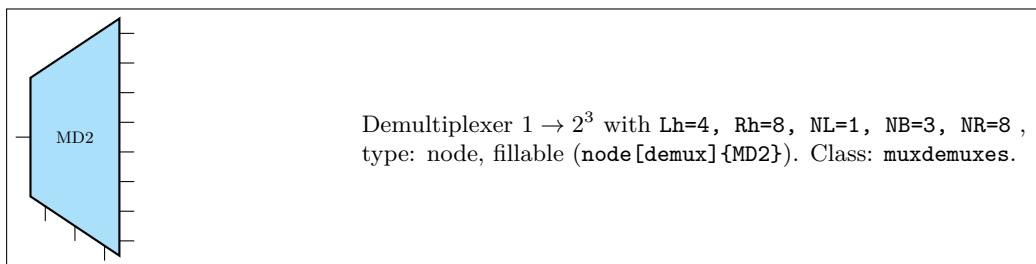 MD2
Demultiplexer 1 → 2³ with Lh=4, Rh=8, NL=1, NB=3, NR=8 ,
type: node, fillable (node[demux]{MD2}). Class: muxdemuxes.